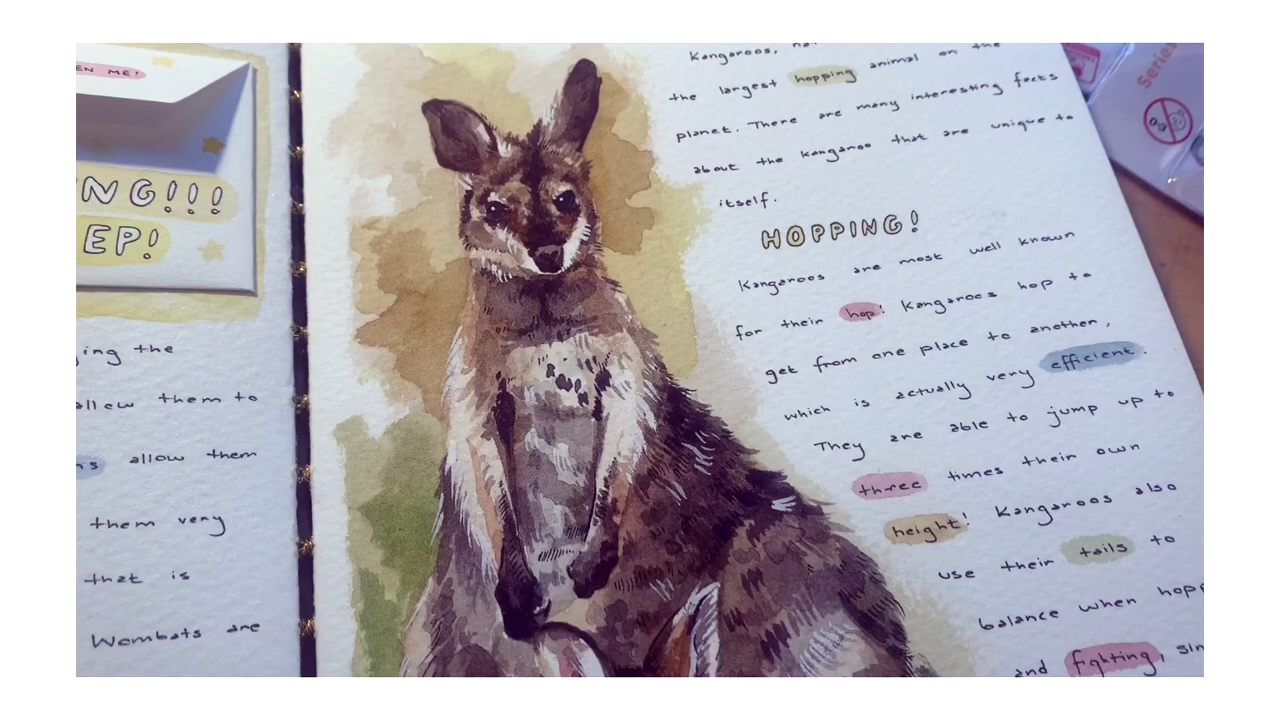 EN ME!
NG!!!
EP!
ing the
allow them to
allow them
them very
that is
Wombats are
Kangaroos,
the largest hopping animal on the
planet. There are many interesting facts
about the kangaroo that are unique to
itself.
HOPPING!
Kangaroos are most well known
for their hop! Kangaroos hop to
get from one place to another,
which is actually very efficient.
They are able to jump up to
three times their own
height! Kangaroos also
use their tails to
balance when hopp
and fighting, sin
Series